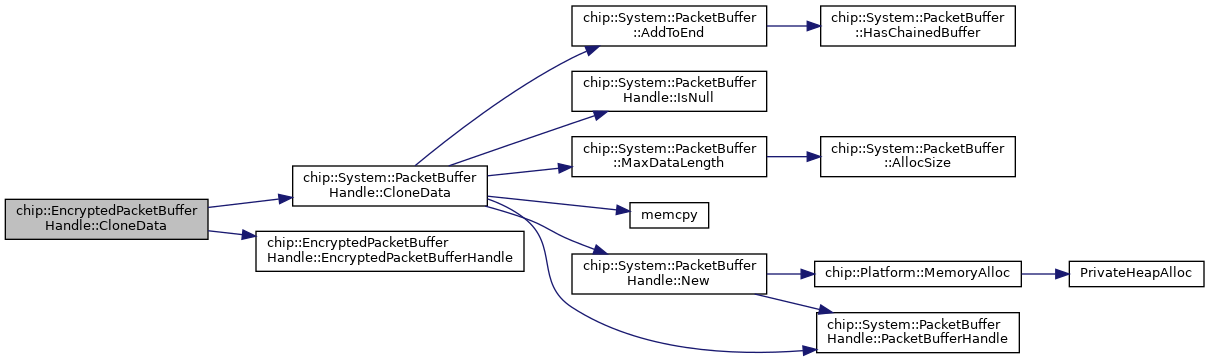 chip::EncryptedPacketBuffer
Handle::CloneData
chip::System::PacketBuffer
Handle::CloneData
chip::EncryptedPacketBuffer
Handle::EncryptedPacketBufferHandle
chip::System::PacketBuffer
::AddToEnd
chip::System::PacketBuffer
::HasChainedBuffer
chip::System::PacketBuffer
Handle::IsNull
chip::System::PacketBuffer
::MaxDataLength
chip::System::PacketBuffer
::AllocSize
memcpy
chip::System::PacketBuffer
Handle::New
chip::Platform::MemoryAlloc
PrivateHeapAlloc
chip::System::PacketBuffer
Handle::PacketBufferHandle